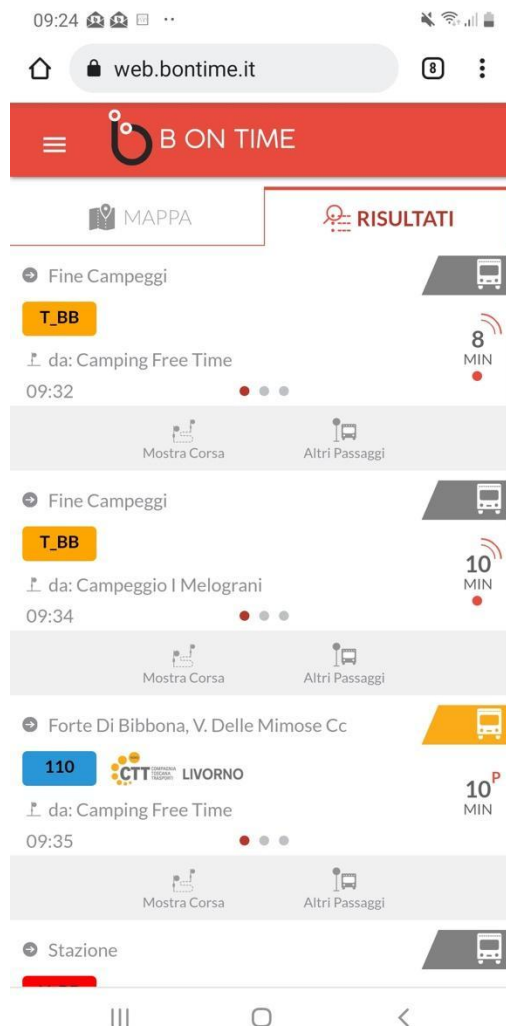 09:24
web.bontime.it
8
B ON TIME
MAPPA
RISULTATI
Fine Campeggi
T_BB
8
MIN
da: Camping Free Time
09:32
Mostra Corsa
Altri Passaggi
Fine Campeggi
T_BB
10
MIN
da: Campeggio I Melograni
09:34
Mostra Corsa
Altri Passaggi
Forte Di Bibbona, V. Delle Mimose Cc
110
CTT
LIVORNO
10 P
MIN
da: Camping Free Time
09:35
Mostra Corsa
Altri Passaggi
Stazione